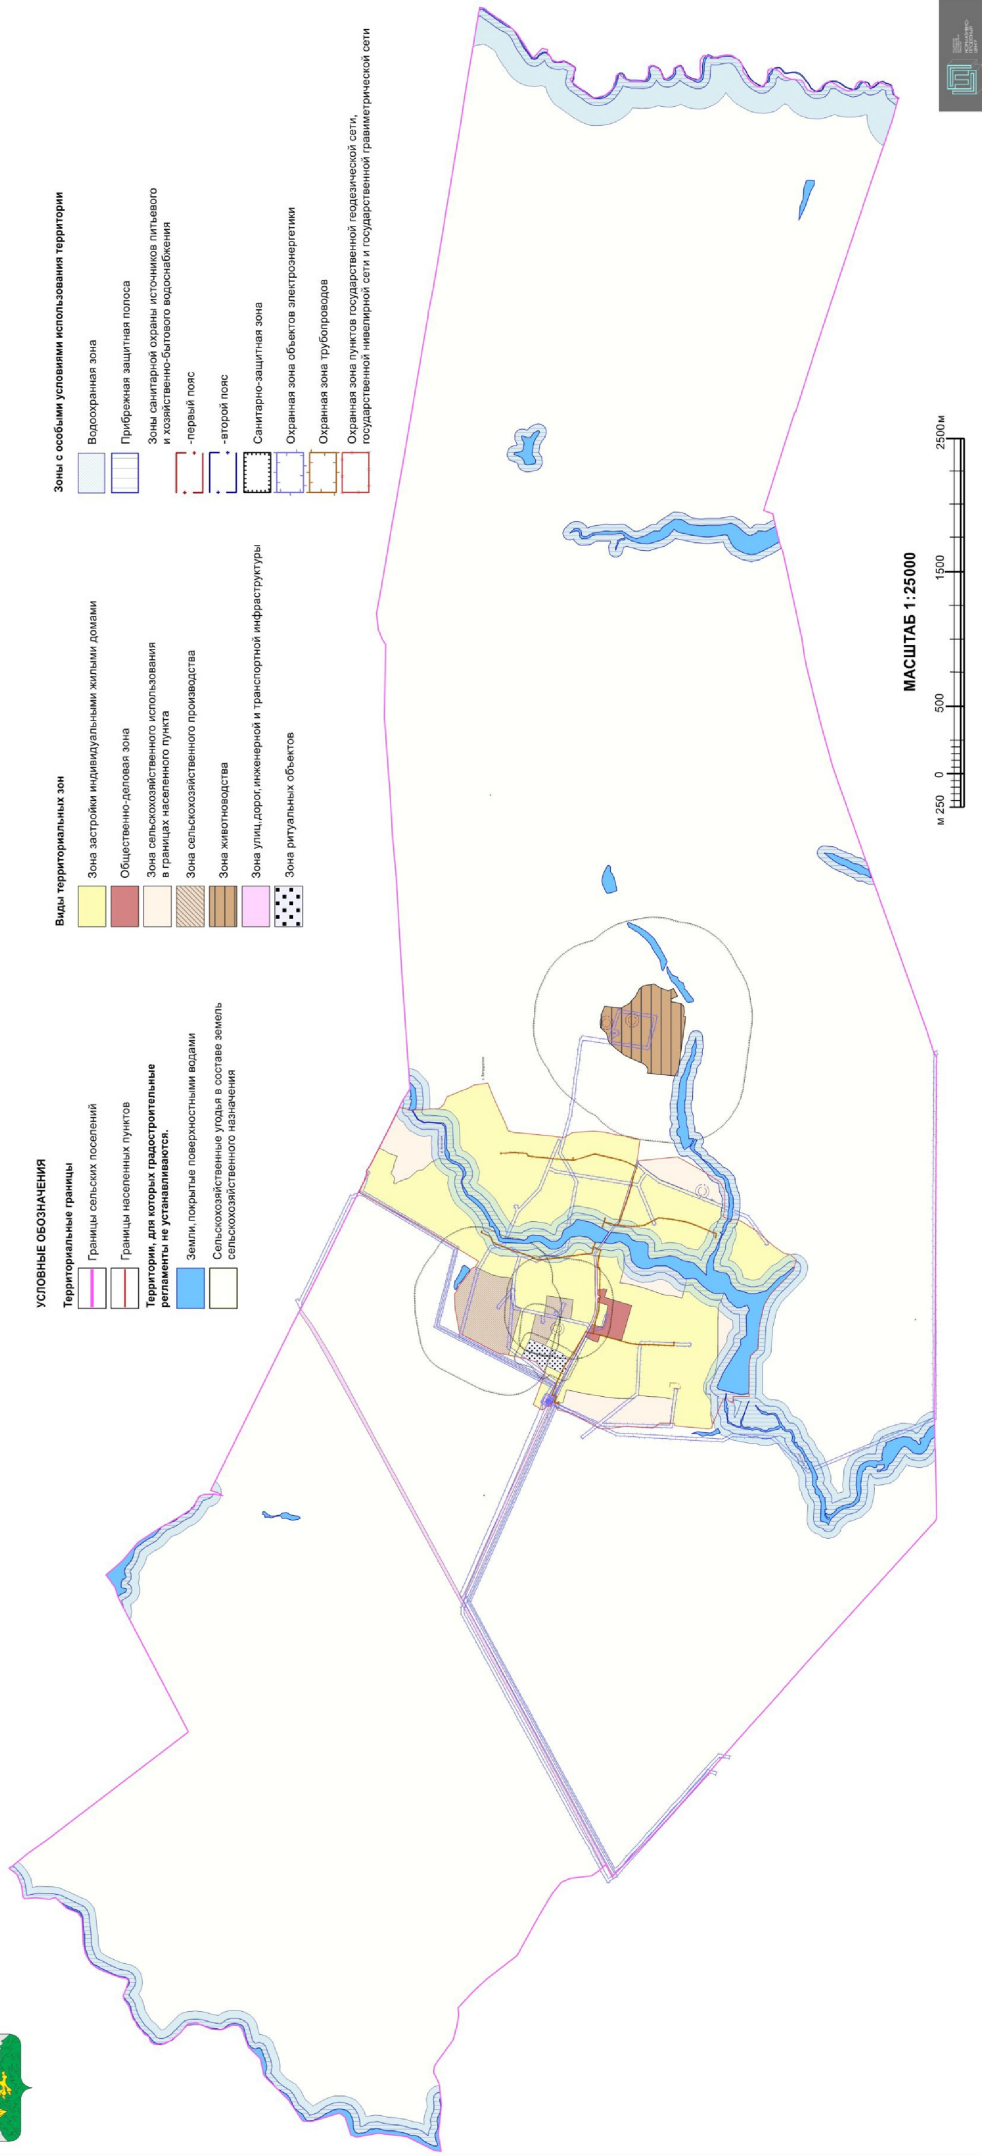 УСЛОВНЫЕ ОБОЗНАЧЕНИЯ
Территориальные границы
Границы сельских поселений
Границы населенных пунктов
Территории, для которых градостроительные
регламенты не устанавливаются.
Земли, покрытые поверхностными водами
Сельскохозяйственные угодья в составе земель
сельскохозяйственного назначения
Виды территориальных зон
Зона застройки индивидуальными жилыми домами
Общественно-деловая зона
Зона сельскохозяйственного использования
в границах населенного пункта
Зона сельскохозяйственного производства
Зона животноводства
Зона улиц, дорог, инженерной и транспортной инфраструктуры
Зона ритуальных объектов
Зоны с особыми условиями использования территории
Водоохранная зона
Прибрежная защитная полоса
Зоны санитарной охраны источников питьевого
и хозяйственно-бытового водоснабжения
-первый пояс
-второй пояс
Санитарно-защитная зона
Охранная зона объектов электроэнергетики
Охранная зона трубопроводов
Охранная зона пунктов государственной геодезической сети,
государственной нивелирной сети и государственной гравиметрической сети
МАСШТАБ 1:25000
м 250 0 500 1500 2500 м